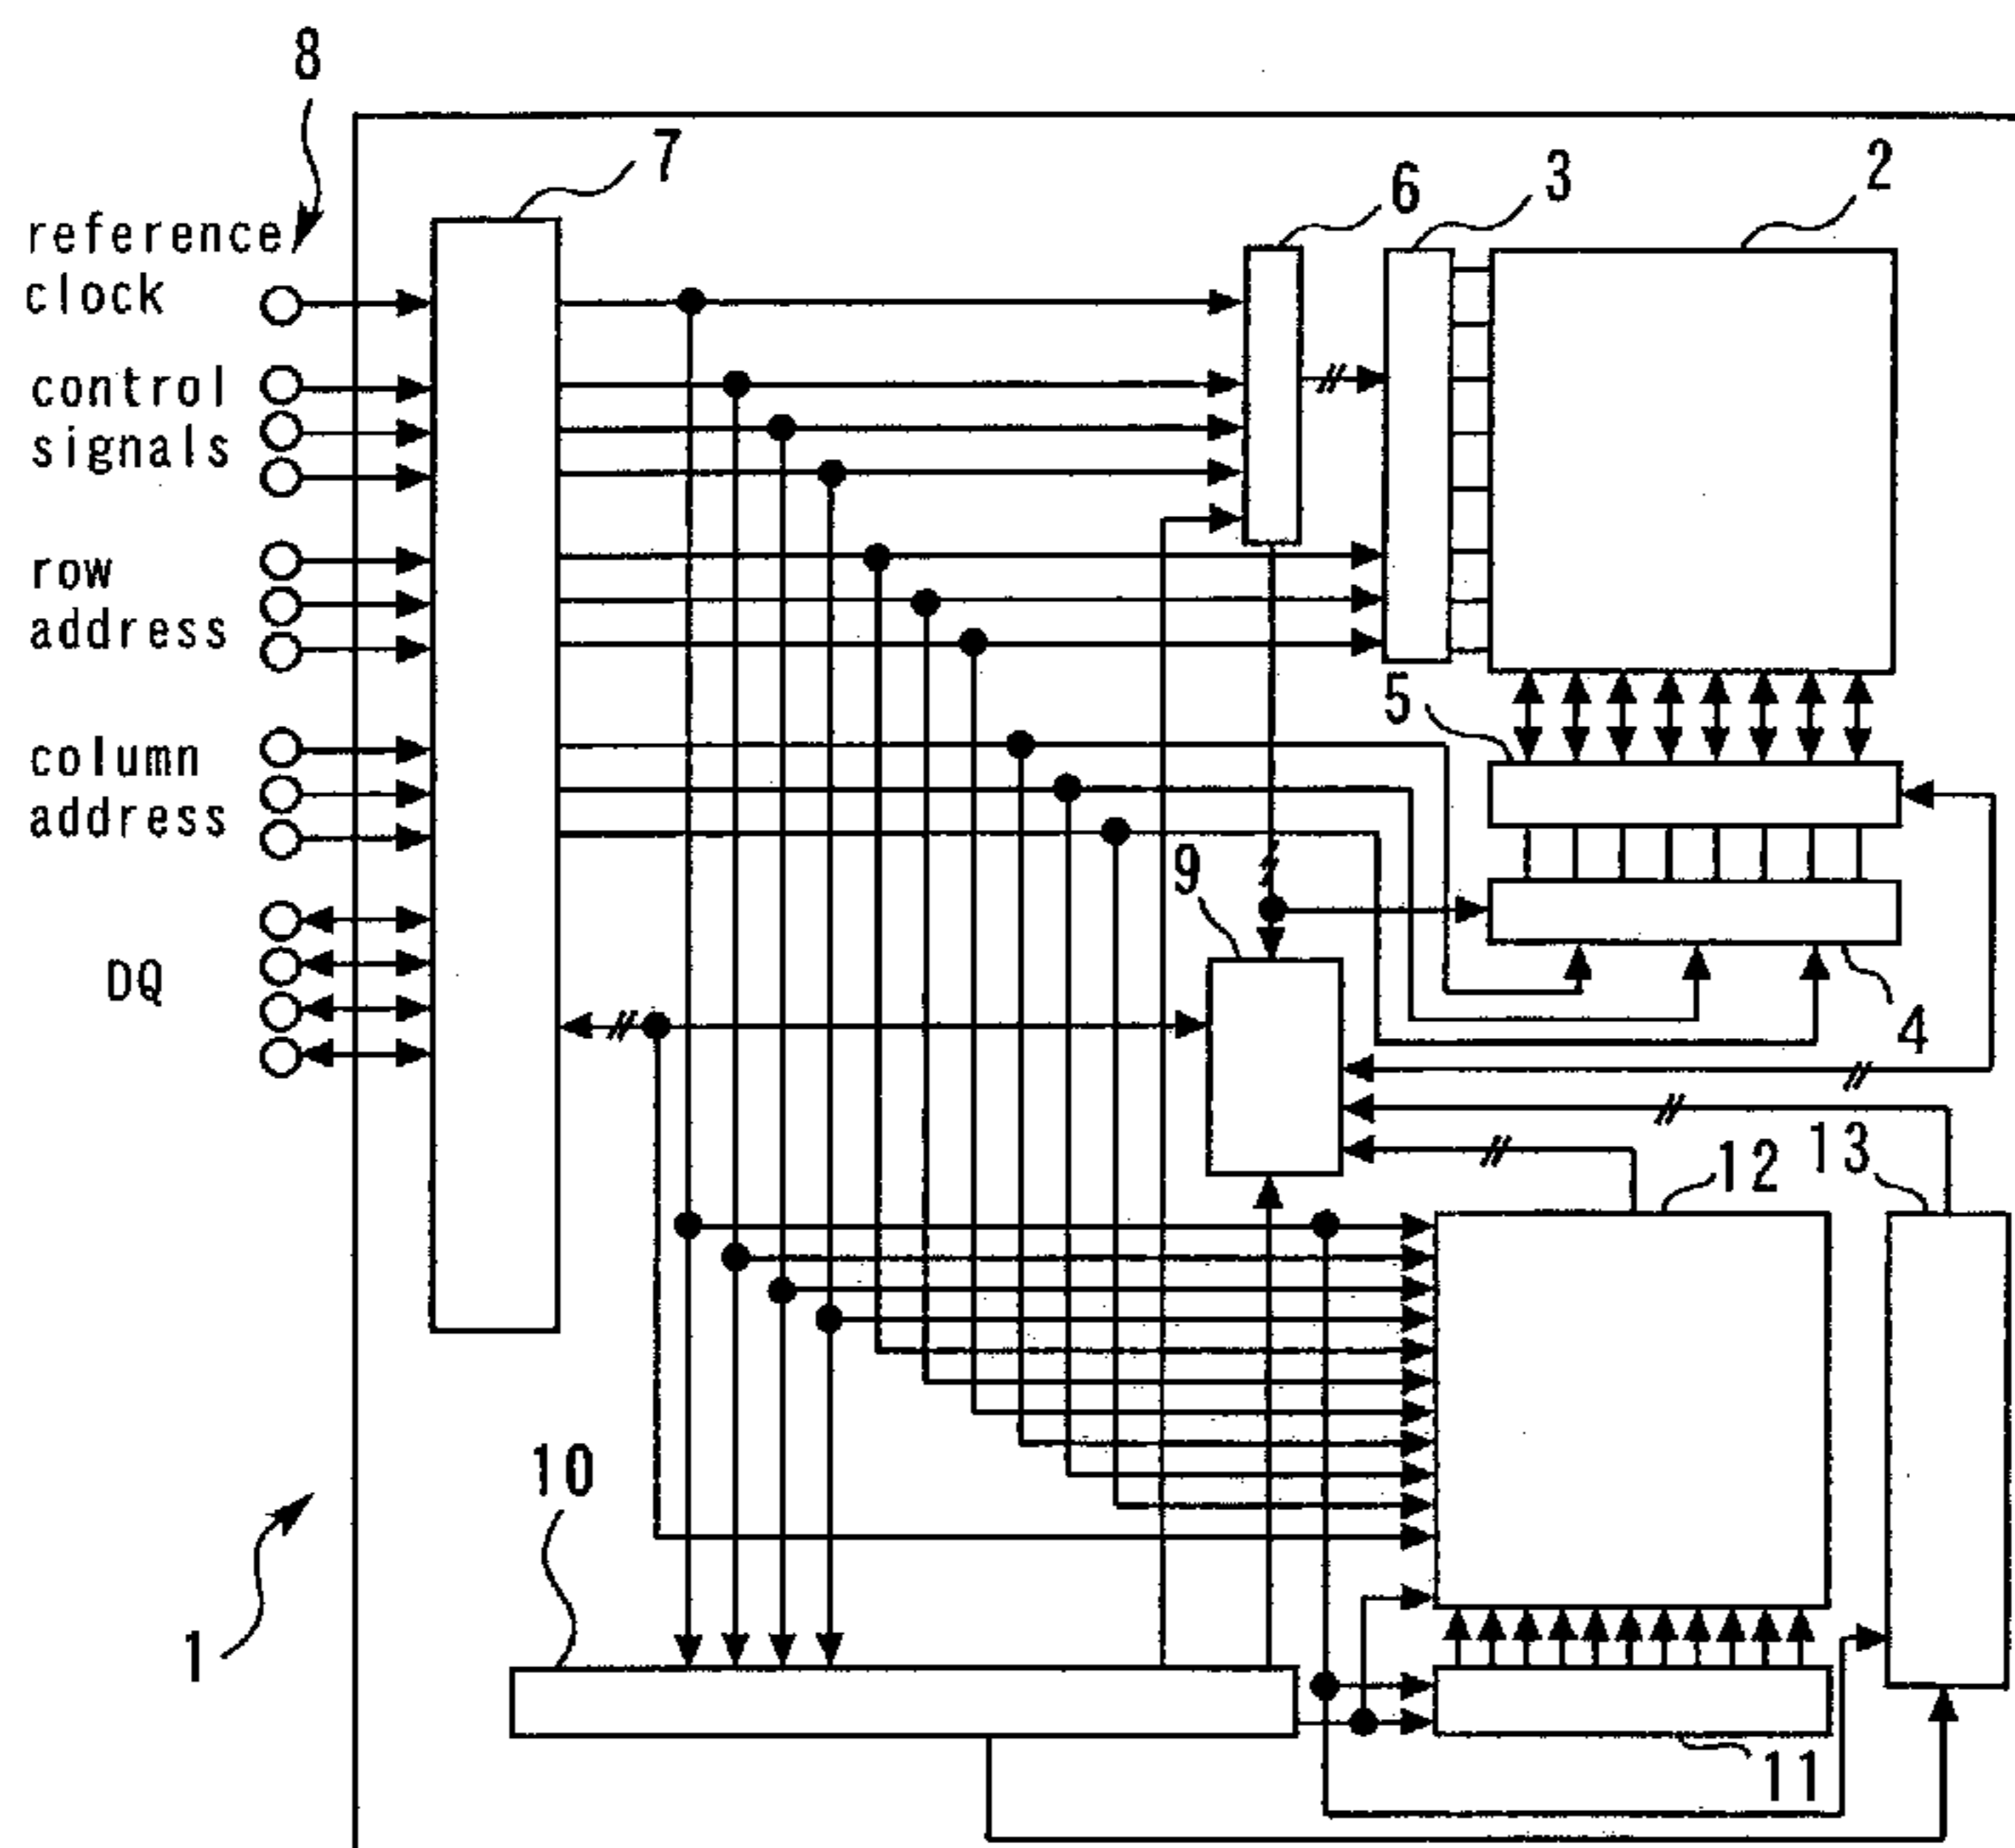 8
7
6
3
2
reference
clock
control
signals
row
address
5
column
address
9
DQ
4
12
13
10
1
11